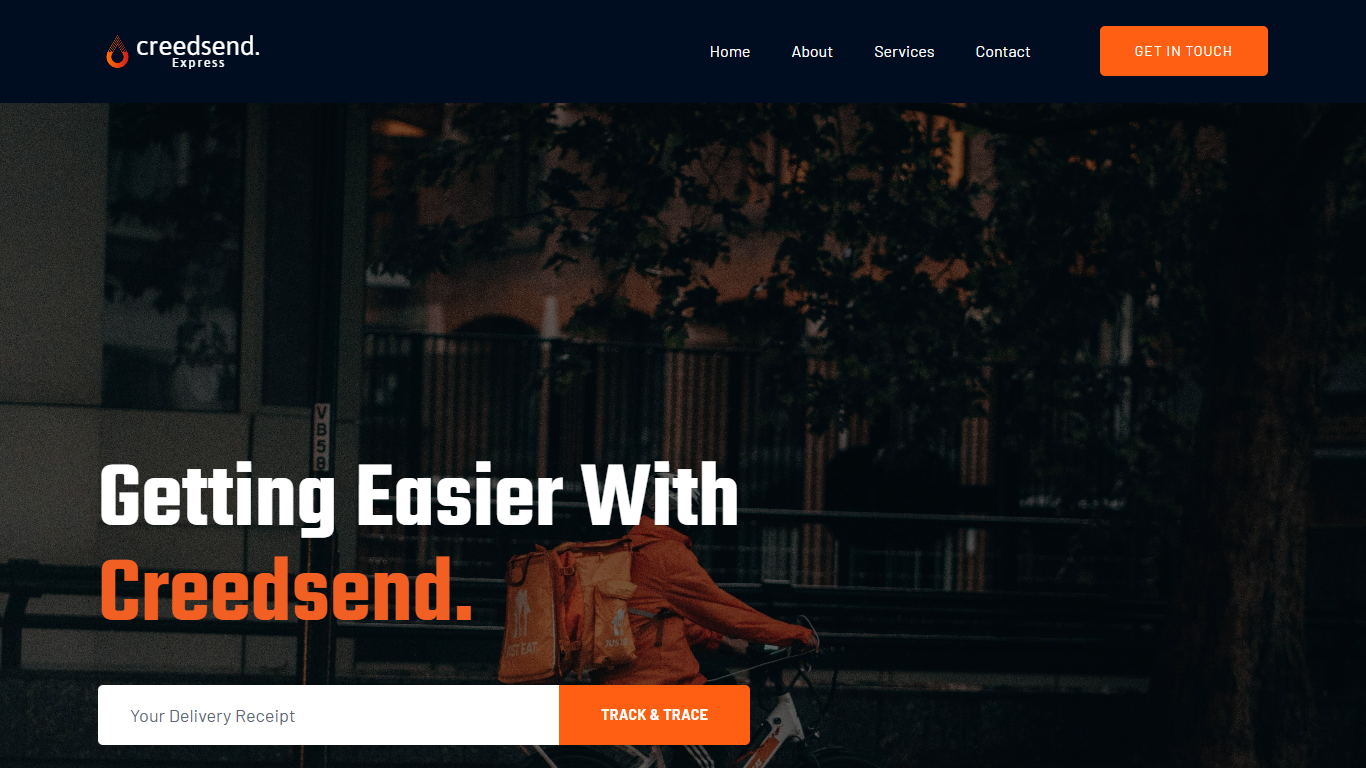 creedsend.
Express
Home
About
Services
Contact
GET IN TOUCH
VB58
Getting Easier With
Creedsend.
JUST EAT
Your Delivery Receipt
TRACK & TRACE